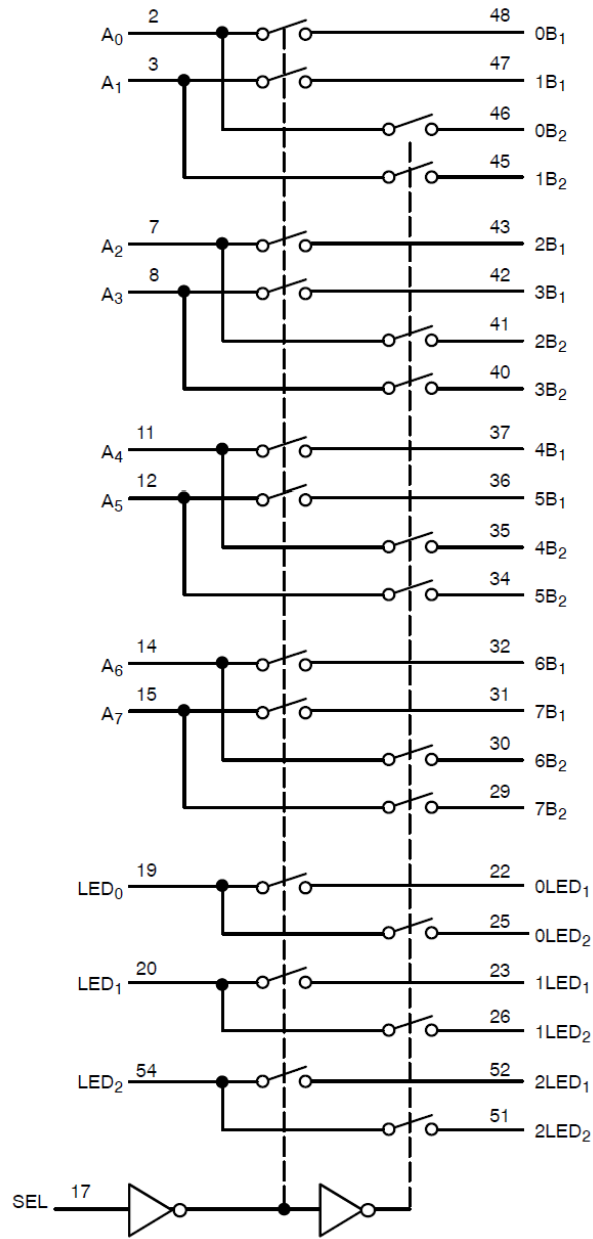 A0 2 48 0B1
A1 3 47 1B1
46 0B2
45 1B2
A2 7 43 2B1
A3 8 42 3B1
41 2B2
40 3B2
A4 11 37 4B1
A5 12 36 5B1
35 4B2
34 5B2
A6 14 32 6B1
A7 15 31 7B1
30 6B2
29 7B2
LED0 19 22 0LED1
25 0LED2
LED1 20 23 1LED1
26 1LED2
LED2 54 52 2LED1
51 2LED2
SEL 17